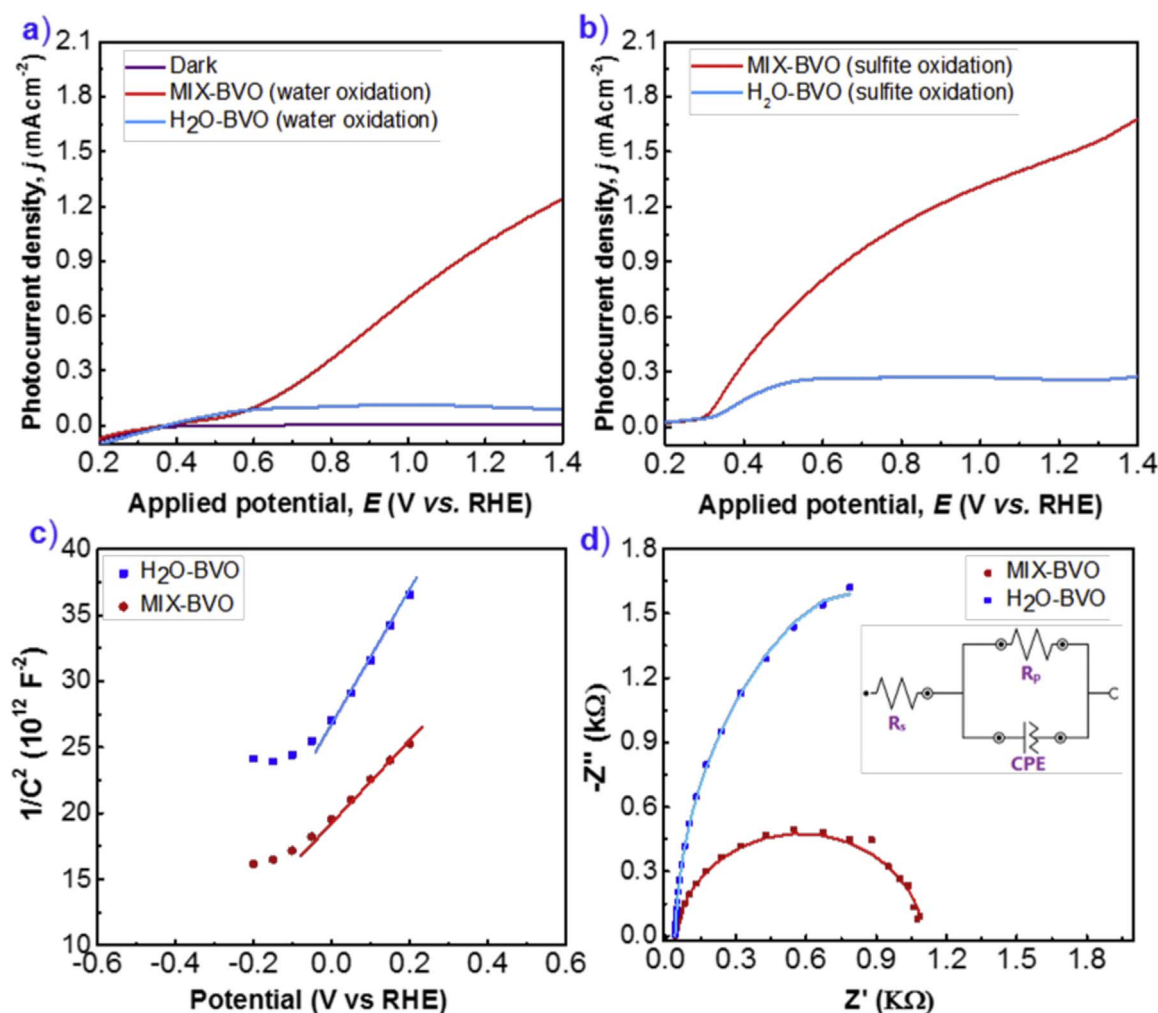 a)
2.1
1.8
1.5
1.2
0.9
0.6
0.3
0.0
Photocurrent density, j (mAcm⁻²)
Dark
MIX-BVO (water oxidation)
H₂O-BVO (water oxidation)
0.2 0.4 0.6 0.8 1.0 1.2 1.4
Applied potential, E (V vs. RHE)
b)
2.1
1.8
1.5
1.2
0.9
0.6
0.3
0.0
Photocurrent density, j (mAcm⁻²)
MIX-BVO (sulfite oxidation)
H₂O-BVO (sulfite oxidation)
0.2 0.4 0.6 0.8 1.0 1.2 1.4
Applied potential, E (V vs. RHE)
c)
40
35
30
25
20
15
10
1/C² (10¹² F⁻²)
H₂O-BVO
MIX-BVO
-0.6 -0.4 -0.2 0.0 0.2 0.4 0.6
Potential (V vs RHE)
d)
1.8
1.5
1.2
0.9
0.6
0.3
0.0
-Z'' (kΩ)
MIX-BVO
H₂O-BVO
Rₚ
Rₛ
CPE
0.0 0.3 0.6 0.9 1.2 1.5 1.8
Z' (KΩ)